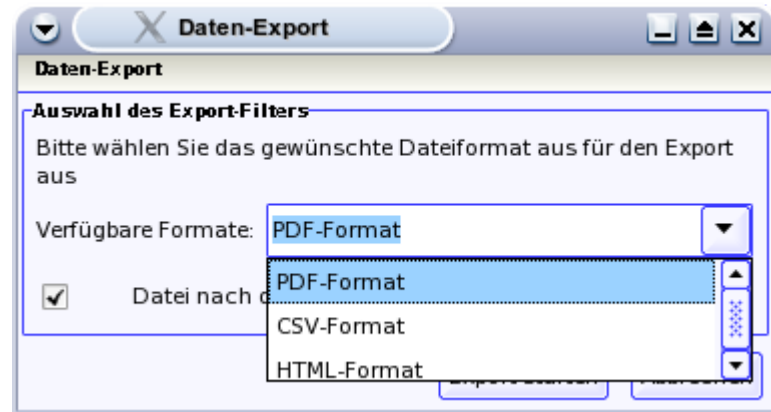 Daten-Export
Daten-Export
Auswahl des Export-Filters
Bitte wählen Sie das gewünschte Dateiformat aus für den Export
aus
Verfügbare Formate: PDF-Format
PDF-Format
Datei nach
CSV-Format
HTML-Format